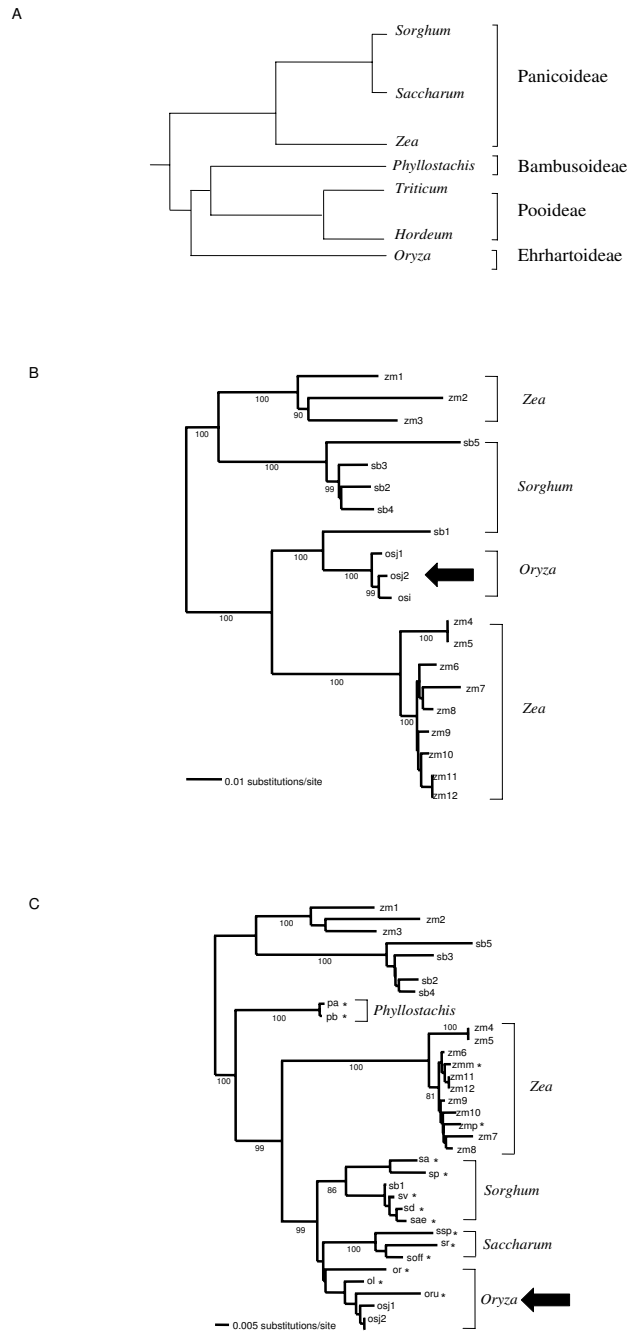 A
Sorghum
Panicoideae
Saccharum
Zea
Phyllostachis
Bambusoideae
Triticum
Pooideae
Hordeum
Oryza
Ehrhartoideae
B
zm1
100
zm2
Zea
90
zm3
100
sb5
100
sb3
Sorghum
99
sb2
sb4
sb1
100
osj1
Oryza
100
osj2
99
osi
100
zm4
100
zm5
100
zm6
zm7
100
zm8
Zea
zm9
zm10
zm11
zm12
0.01 substitutions/site
C
zm1
100
zm2
zm3
sb5
100
sb3
sb2
sb4
pa *
Phyllostachis
100
pb *
100
zm4
zm5
100
zm6
zmm *
Zea
zm11
81
zm12
zm9
zm10
zmp *
zm7
zm8
100
99
sa *
86
sp *
sb1
Sorghum
sv *
sd *
sae *
99
ssp *
100
sr *
Saccharum
soff *
or *
ol *
oru *
Oryza
osj1
osj2
0.005 substitutions/site